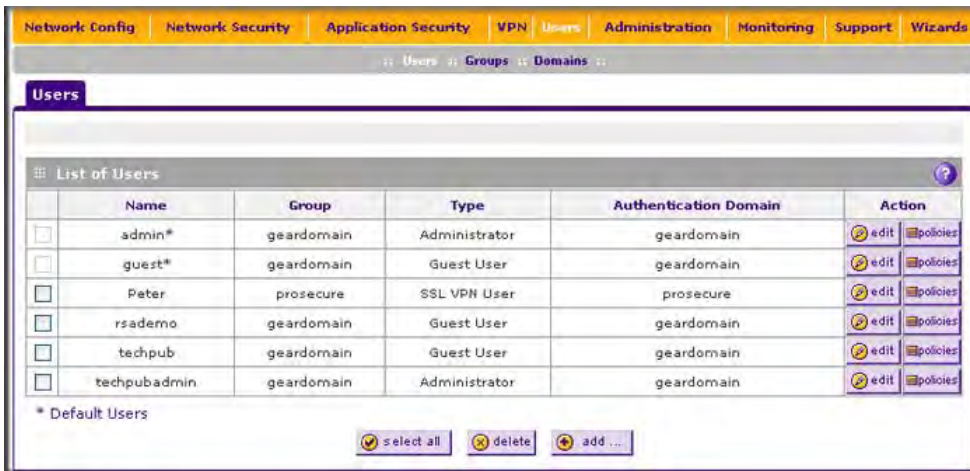 Network Config Network Security Application Security VPN Users Administration Monitoring Support Wizards
:: Users :: Groups :: Domains ::
Users
List of Users ?
Name Group Type Authentication Domain Action
admin* geardomain Administrator geardomain edit policies
guest* geardomain Guest User geardomain edit policies
Peter prosecure SSL VPN User prosecure edit policies
rsademo geardomain Guest User geardomain edit policies
techpub geardomain Guest User geardomain edit policies
techpubadmin geardomain Administrator geardomain edit policies
* Default Users
select all delete add ...